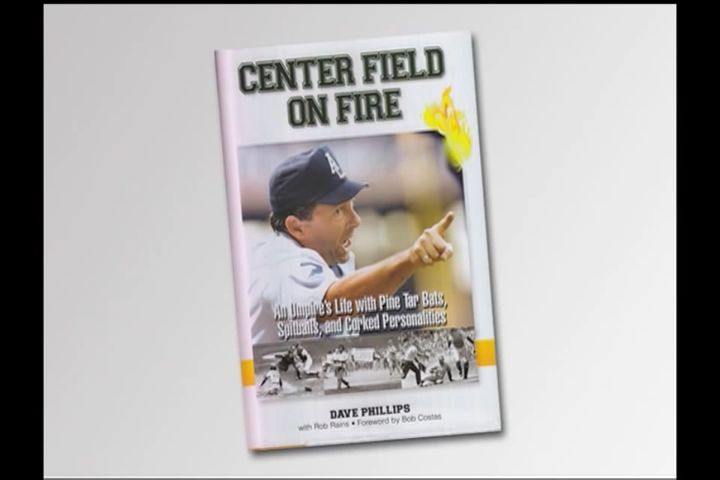 CENTER FIELD
ON FIRE
AL
An Umpire's Life with Pine Tar Bats,
Spitballs, and Corked Personalities
DAVE PHILLIPS
with Rob Rains • Foreword by Bob Costas